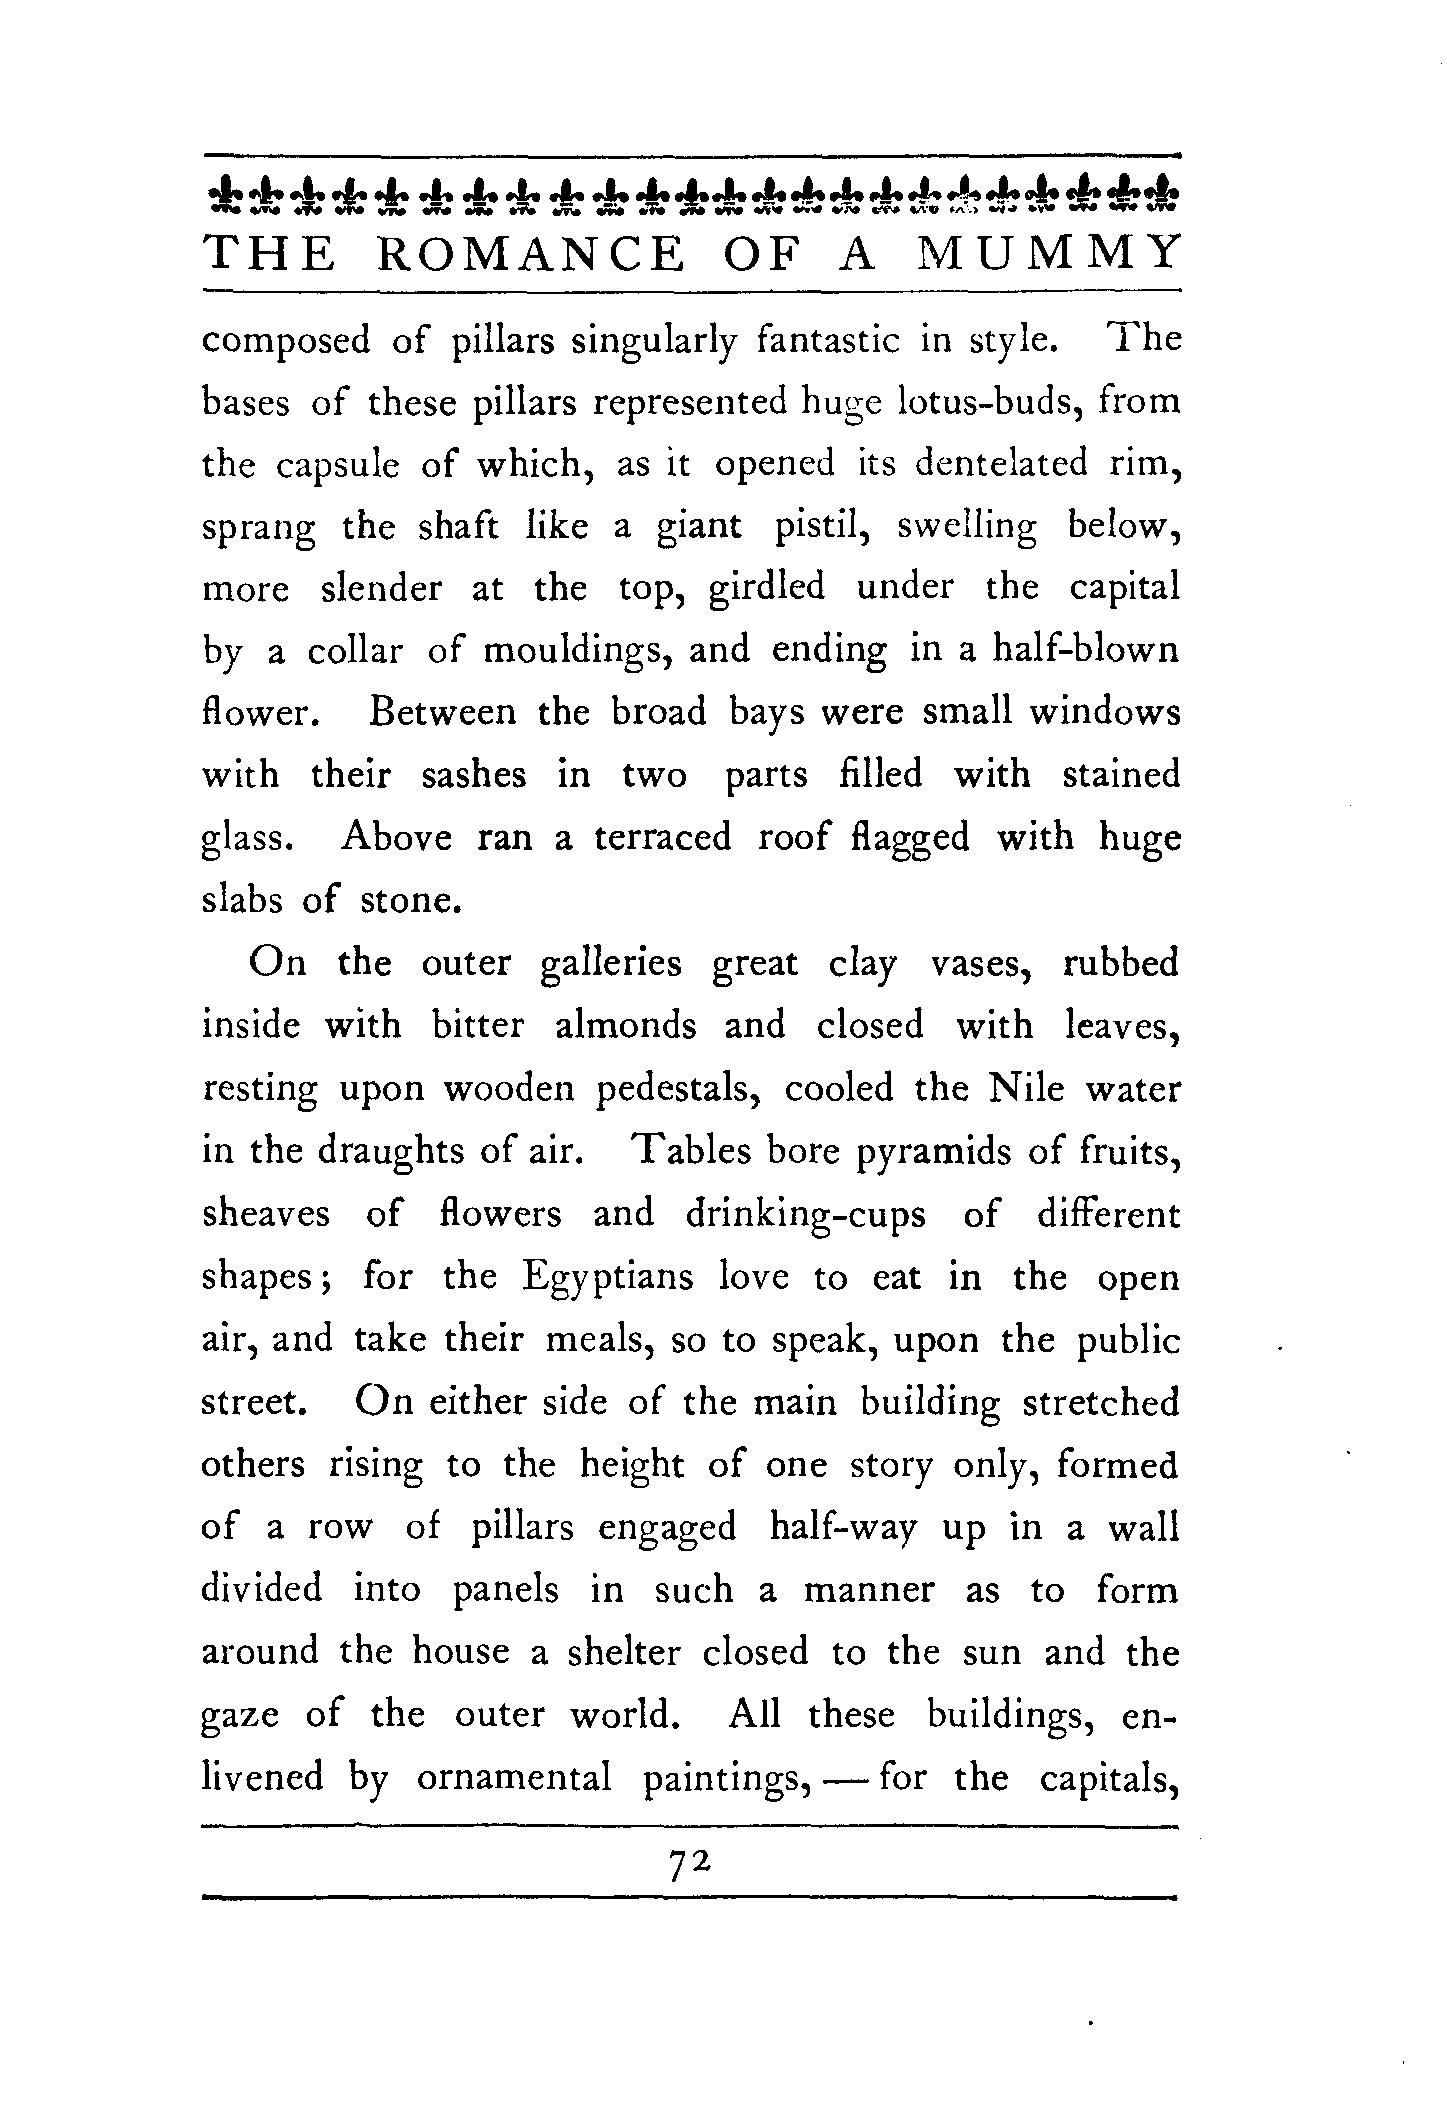 THE ROMANCE OF A MUMMY
composed of pillars singularly fantastic in style. The
bases of these pillars represented huge lotus-buds, from
the capsule of which, as it opened its dentelated rim,
sprang the shaft like a giant pistil, swelling below,
more slender at the top, girdled under the capital
by a collar of mouldings, and ending in a half-blown
flower. Between the broad bays were small windows
with their sashes in two parts filled with stained
glass. Above ran a terraced roof flagged with huge
slabs of stone.
On the outer galleries great clay vases, rubbed
inside with bitter almonds and closed with leaves,
resting upon wooden pedestals, cooled the Nile water
in the draughts of air. Tables bore pyramids of fruits,
sheaves of flowers and drinking-cups of different
shapes; for the Egyptians love to eat in the open
air, and take their meals, so to speak, upon the public
street. On either side of the main building stretched
others rising to the height of one story only, formed
of a row of pillars engaged half-way up in a wall
divided into panels in such a manner as to form
around the house a shelter closed to the sun and the
gaze of the outer world. All these buildings, en-
livened by ornamental paintings, — for the capitals,
72